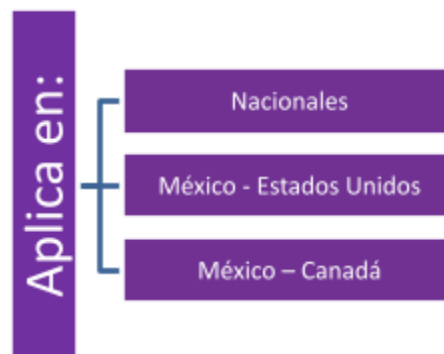 Aplica en:
Nacionales
México - Estados Unidos
México – Canadá